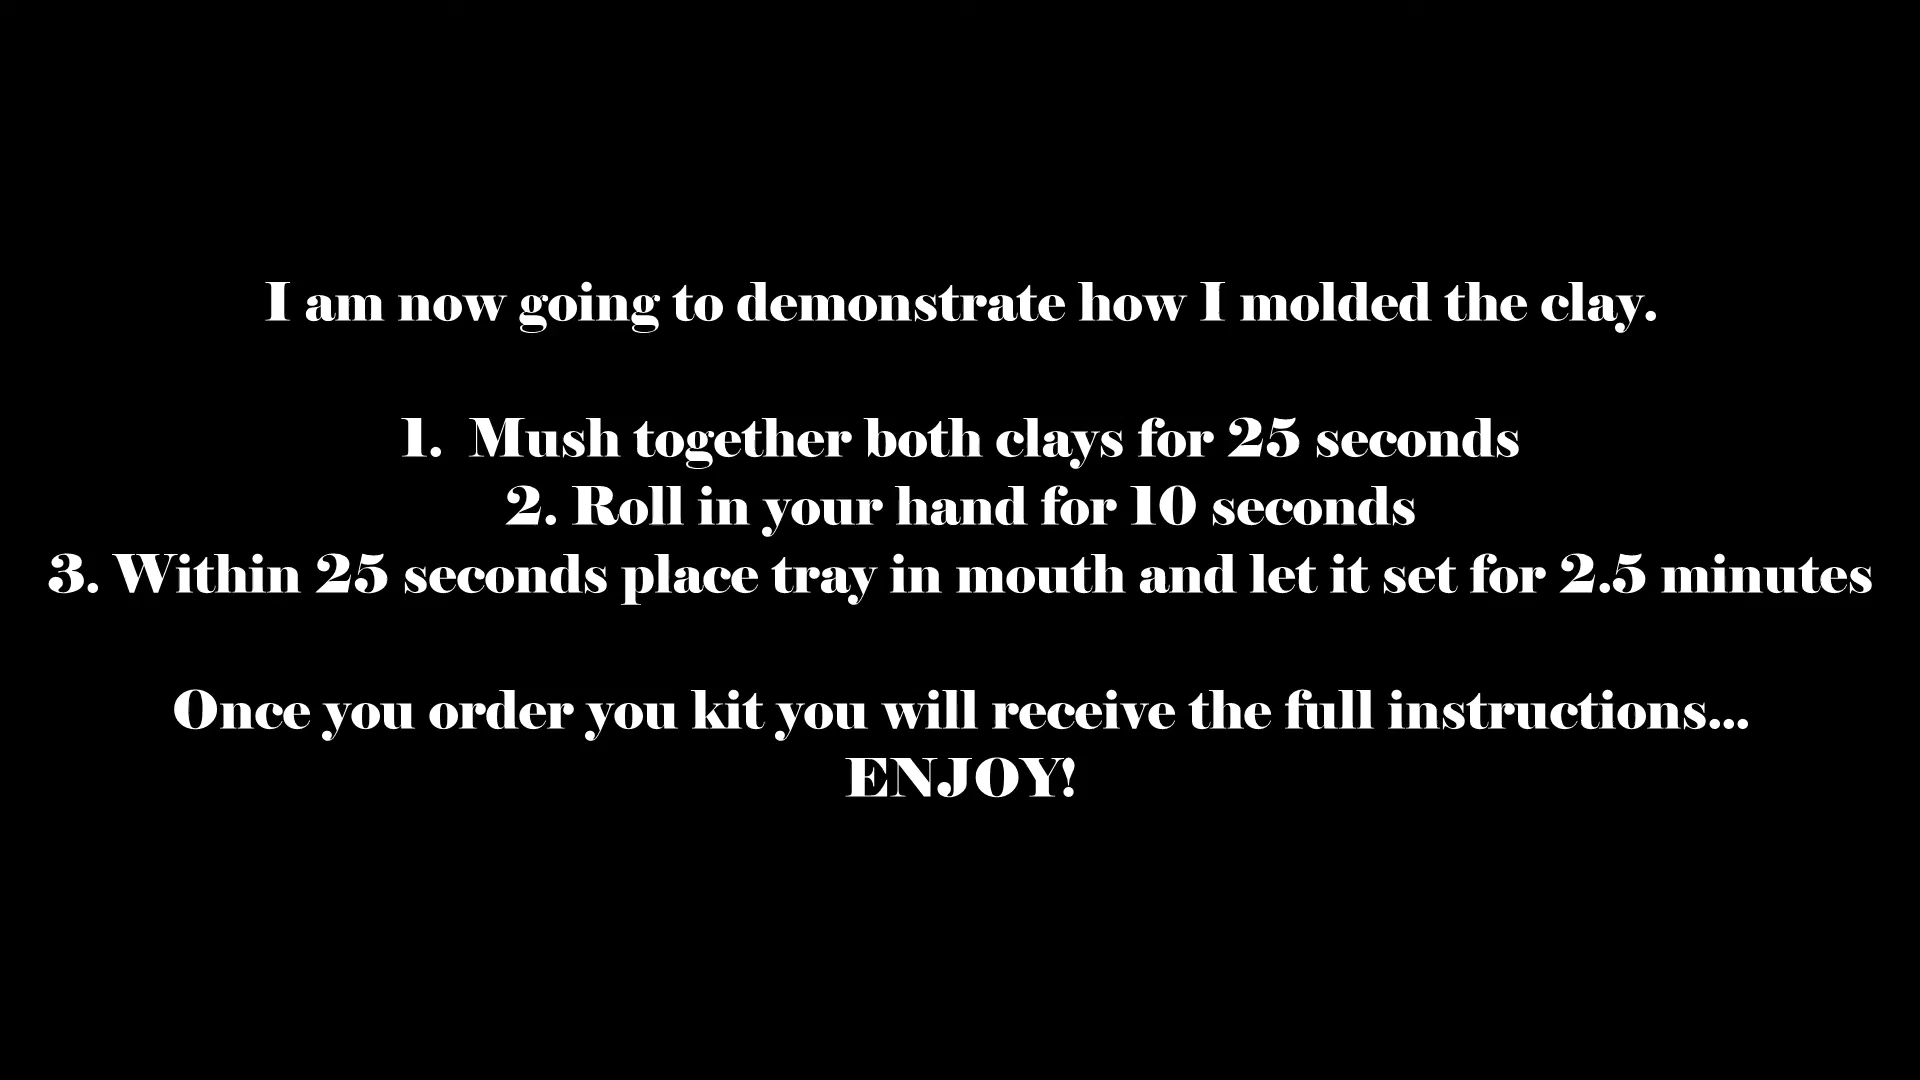 I am now going to demonstrate how I molded the clay.
1. Mush together both clays for 25 seconds
2. Roll in your hand for 10 seconds
3. Within 25 seconds place tray in mouth and let it set for 2.5 minutes
Once you order you kit you will receive the full instructions...
ENJOY!